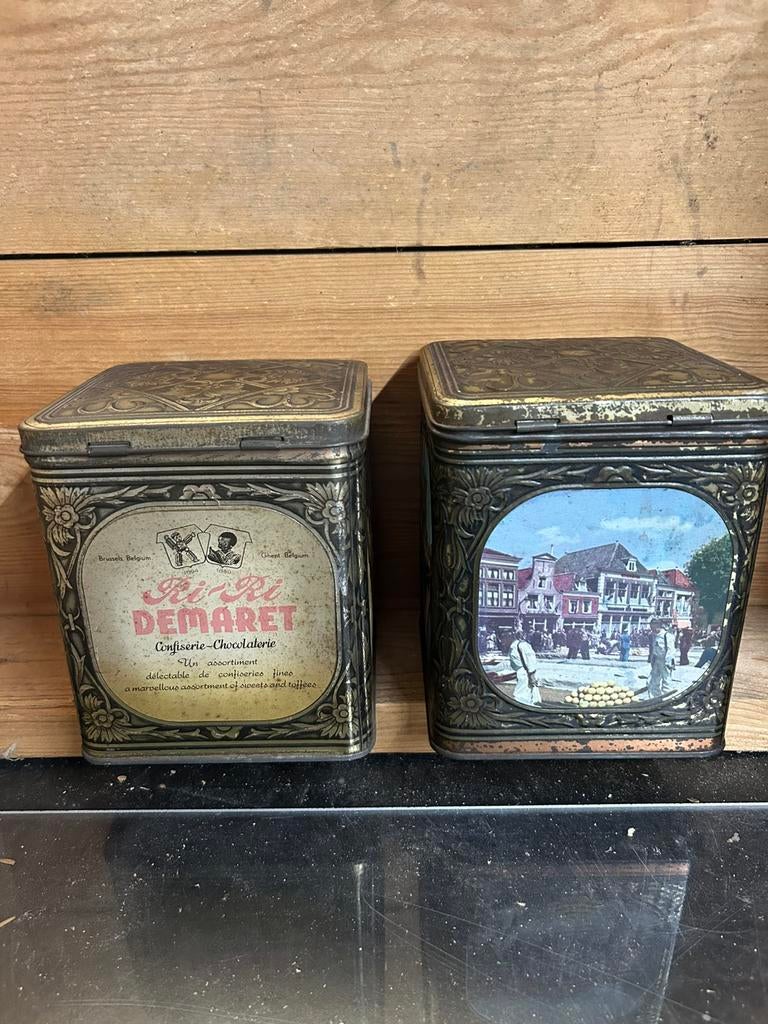 Brussels Belgium Ghent Belgium
Ri-Ri
DEMARET
Confiserie-Chocolaterie
Un assortiment
délectable de confiseries fines
a marvellous assortment of sweets and toffees